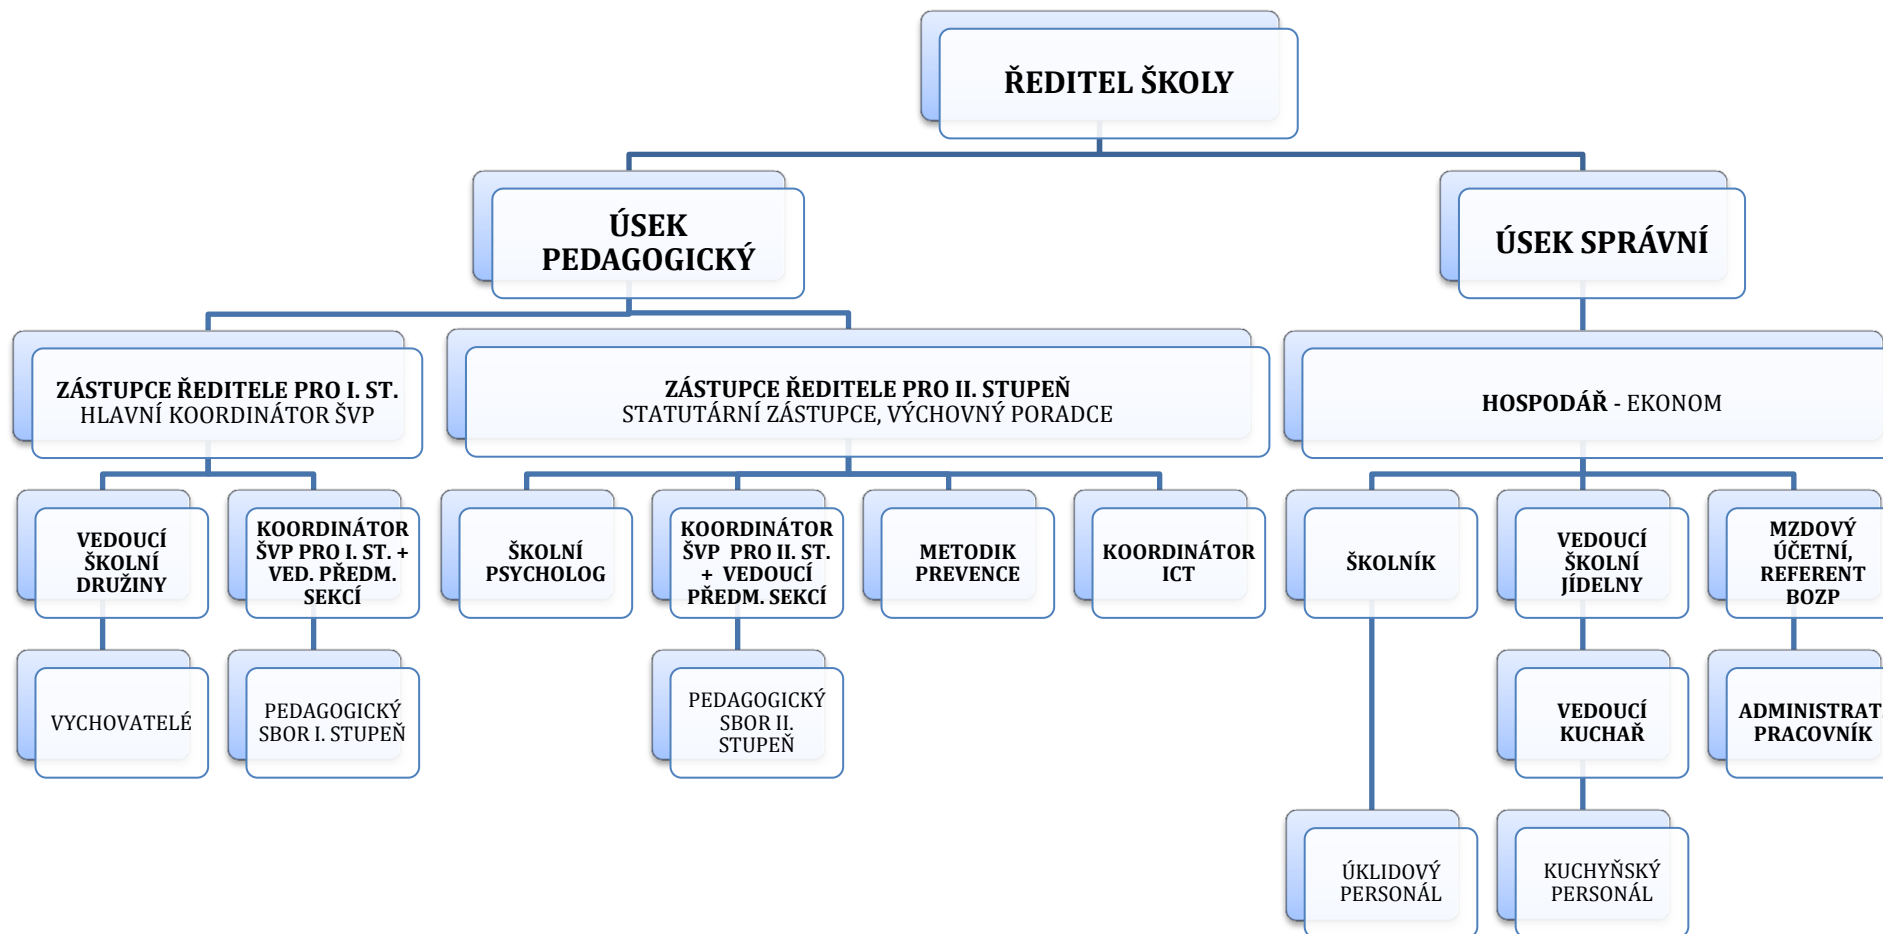 ŘEDITEL ŠKOLY
ÚSEK
PEDAGOGICKÝ
ÚSEK SPRÁVNÍ
ZÁSTUPCE ŘEDITELE PRO I. ST.
HLAVNÍ KOORDINÁTOR ŠVP
ZÁSTUPCE ŘEDITELE PRO II. STUPEŇ
STATUTÁRNÍ ZÁSTUPCE, VÝCHOVNÝ PORADCE
HOSPODÁŘ - EKONOM
VEDOUCÍ
ŠKOLNÍ
DRUŽINY
KOORDINÁTOR
ŠVP PRO I. ST. +
VED. PŘEDM.
SEKCÍ
ŠKOLNÍ
PSYCHOLOG
KOORDINÁTOR
ŠVP PRO II. ST.
+ VEDOUCÍ
PŘEDM. SEKCÍ
METODIK
PREVENCE
KOORDINÁTOR
ICT
ŠKOLNÍK
VEDOUCÍ
ŠKOLNÍ
JÍDELNY
MZDOVÝ
ÚČETNÍ,
REFERENT
BOZP
VYCHOVATELÉ
PEDAGOGICKÝ
SBOR I. STUPEŇ
PEDAGOGICKÝ
SBOR II.
STUPEŇ
VEDOUCÍ
KUCHAŘ
ADMINISTRAT.
PRACOVNÍK
ÚKLIDOVÝ
PERSONÁL
KUCHYŇSKÝ
PERSONÁL